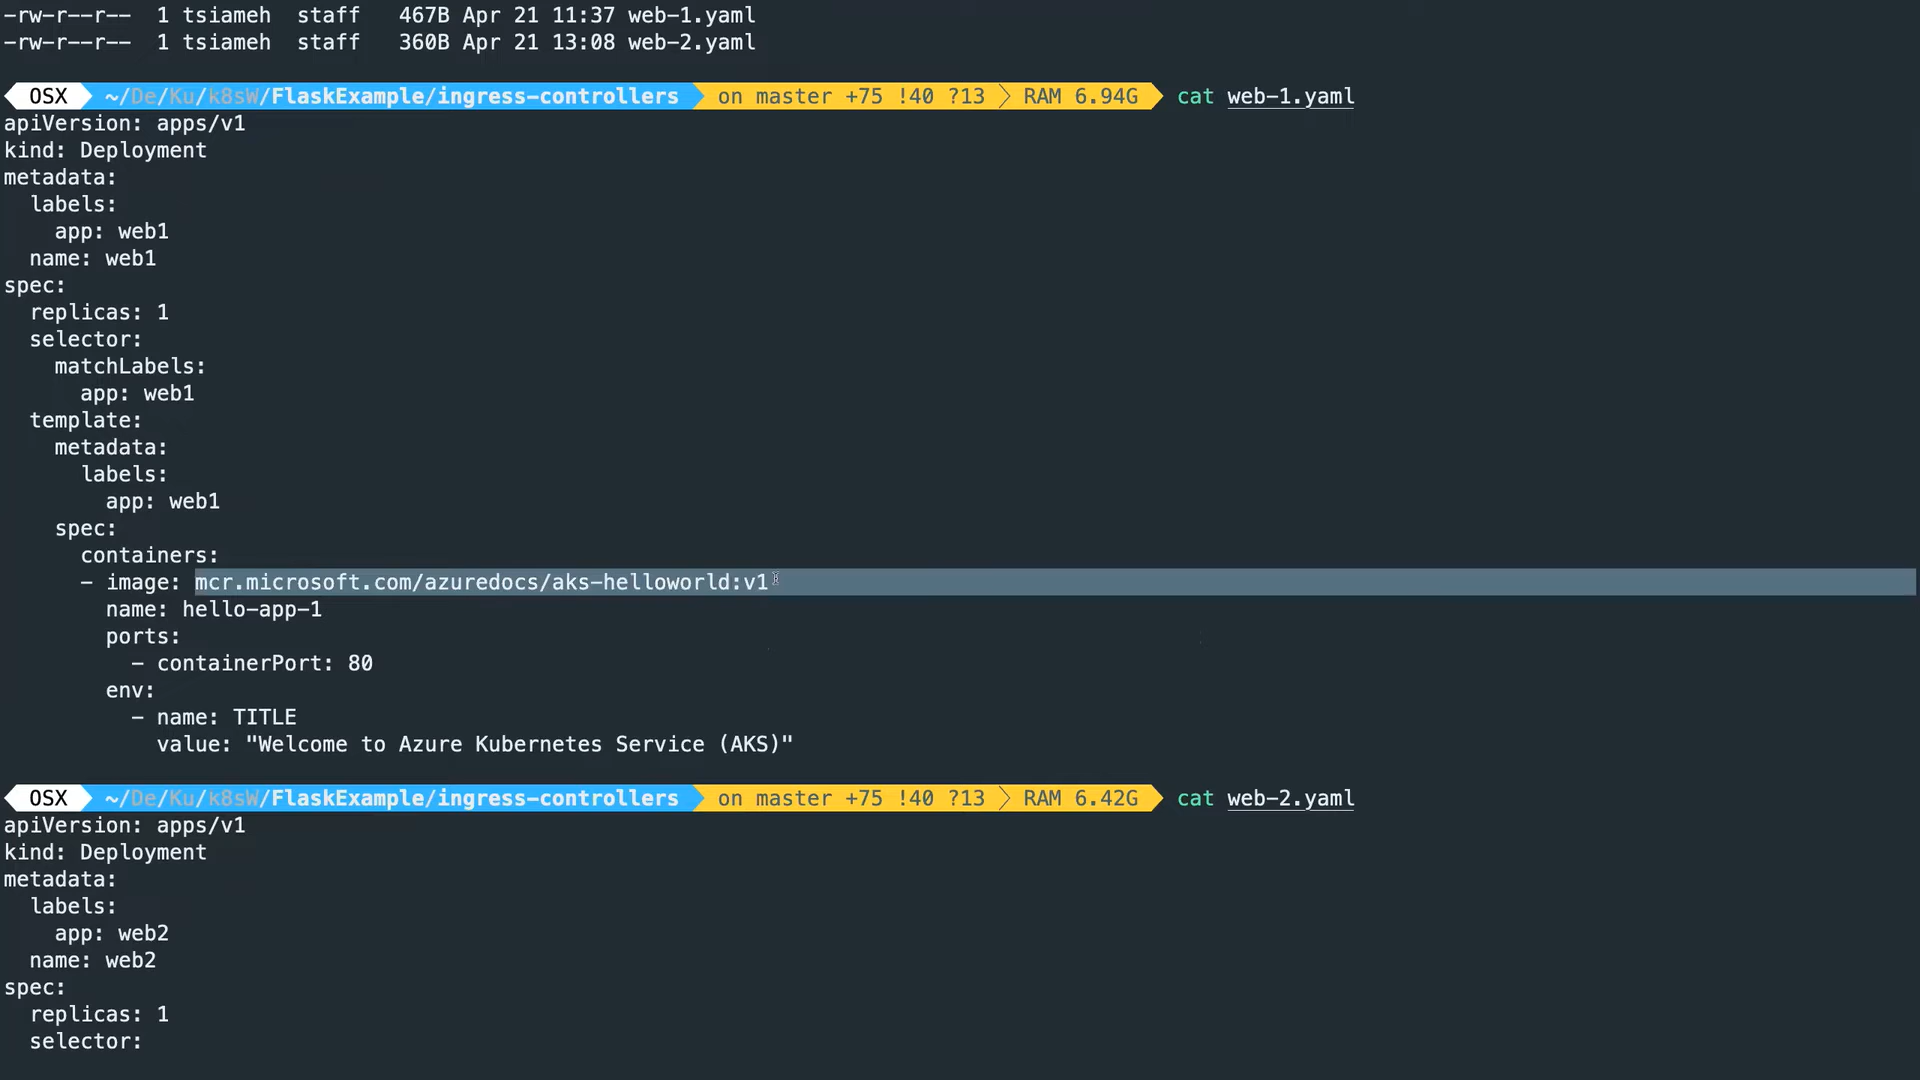 -rw-r--r--  1 tsiameh  staff   467B Apr 21 11:37 web-1.yaml
-rw-r--r--  1 tsiameh  staff   360B Apr 21 13:08 web-2.yaml
OSX ~/De/Ku/k8sW/FlaskExample/ingress-controllers on master +75 !40 ?13 RAM 6.94G cat web-1.yaml
apiVersion: apps/v1
kind: Deployment
metadata:
  labels:
    app: web1
  name: web1
spec:
  replicas: 1
  selector:
    matchLabels:
      app: web1
  template:
    metadata:
      labels:
        app: web1
    spec:
      containers:
      - image: mcr.microsoft.com/azuredocs/aks-helloworld:v1
        name: hello-app-1
        ports:
          - containerPort: 80
        env:
          - name: TITLE
            value: "Welcome to Azure Kubernetes Service (AKS)"
OSX ~/De/Ku/k8sW/FlaskExample/ingress-controllers on master +75 !40 ?13 RAM 6.42G cat web-2.yaml
apiVersion: apps/v1
kind: Deployment
metadata:
  labels:
    app: web2
  name: web2
spec:
  replicas: 1
  selector: